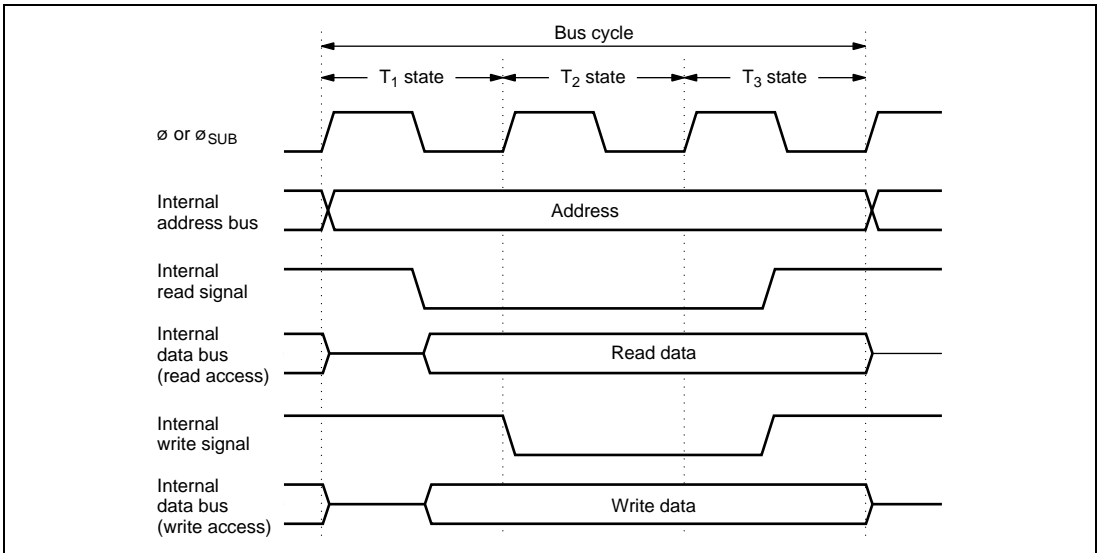 Bus cycle
T1 state
T2 state
T3 state
ø or øSUB
Internal
address bus
Address
Internal
read signal
Internal
data bus
(read access)
Read data
Internal
write signal
Internal
data bus
(write access)
Write data